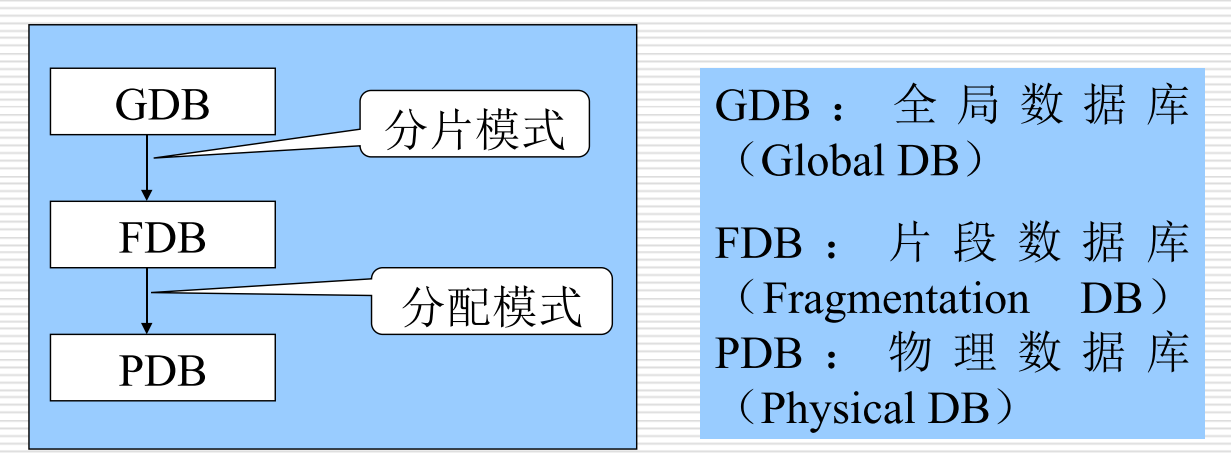 GDB
分片模式
FDB
分配模式
PDB
GDB： 全局数据库
（Global DB）
FDB： 片段数据库
（Fragmentation DB）
PDB： 物理数据库
（Physical DB）